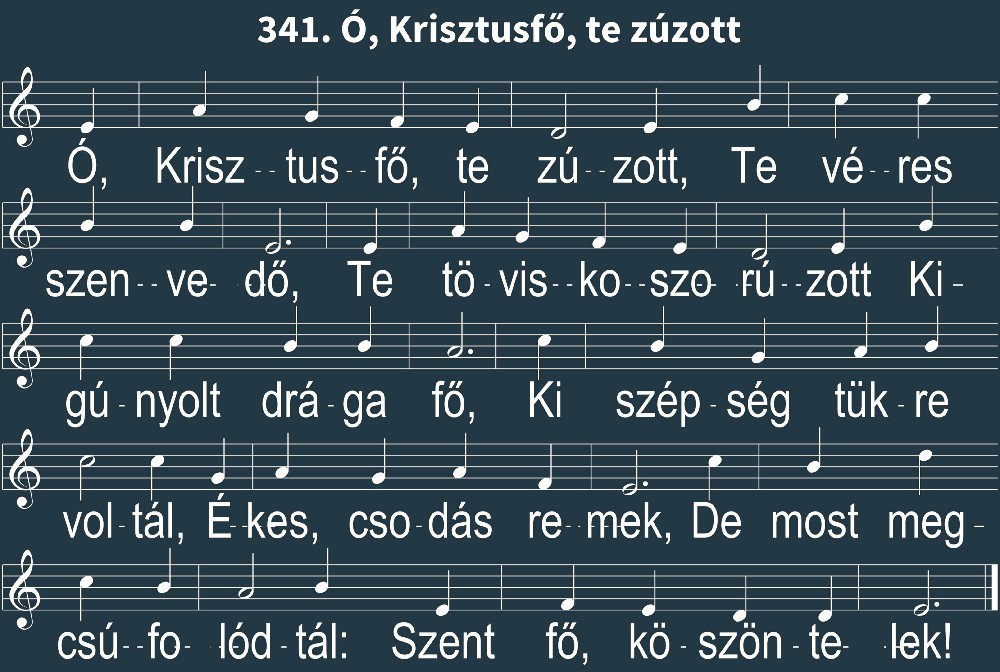 341. Ó, Krisztusfő, te zúzott
Ó, Krisz - - tus - - fő, te zú - - zott, Te vé - - res
szen - - ve - dő, Te tö - vis - - ko - - szo - rú - - zott Ki -
gú - nyolt drá - ga fő, Ki szép - ség tük - re
vol - tál, É - kes, cso - dás re - - mek, De most meg -
csú - - fo - lód - tál: Szent fő, kö - szön - te - lek!